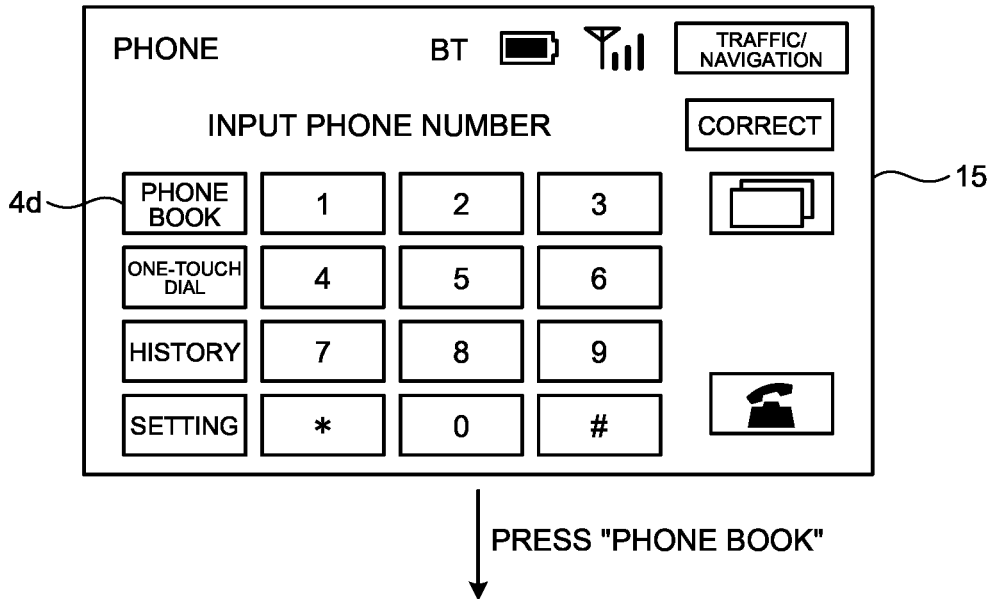 PHONE
BT
TRAFFIC/
NAVIGATION
INPUT PHONE NUMBER
CORRECT
4d
PHONE
BOOK
1
2
3
15
ONE-TOUCH
DIAL
4
5
6
HISTORY
7
8
9
SETTING
*
0
#
PRESS "PHONE BOOK"